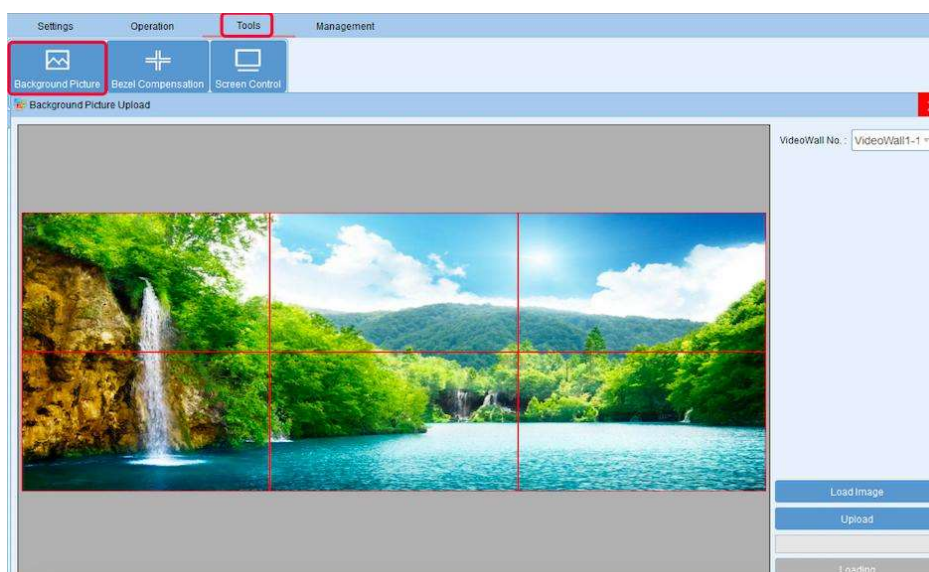 Settings Operation Tools Management
Background Picture Bezel Compensation Screen Control
Background Picture Upload
VideoWall No. : VideoWall1-1
Load Image
Upload
Loading